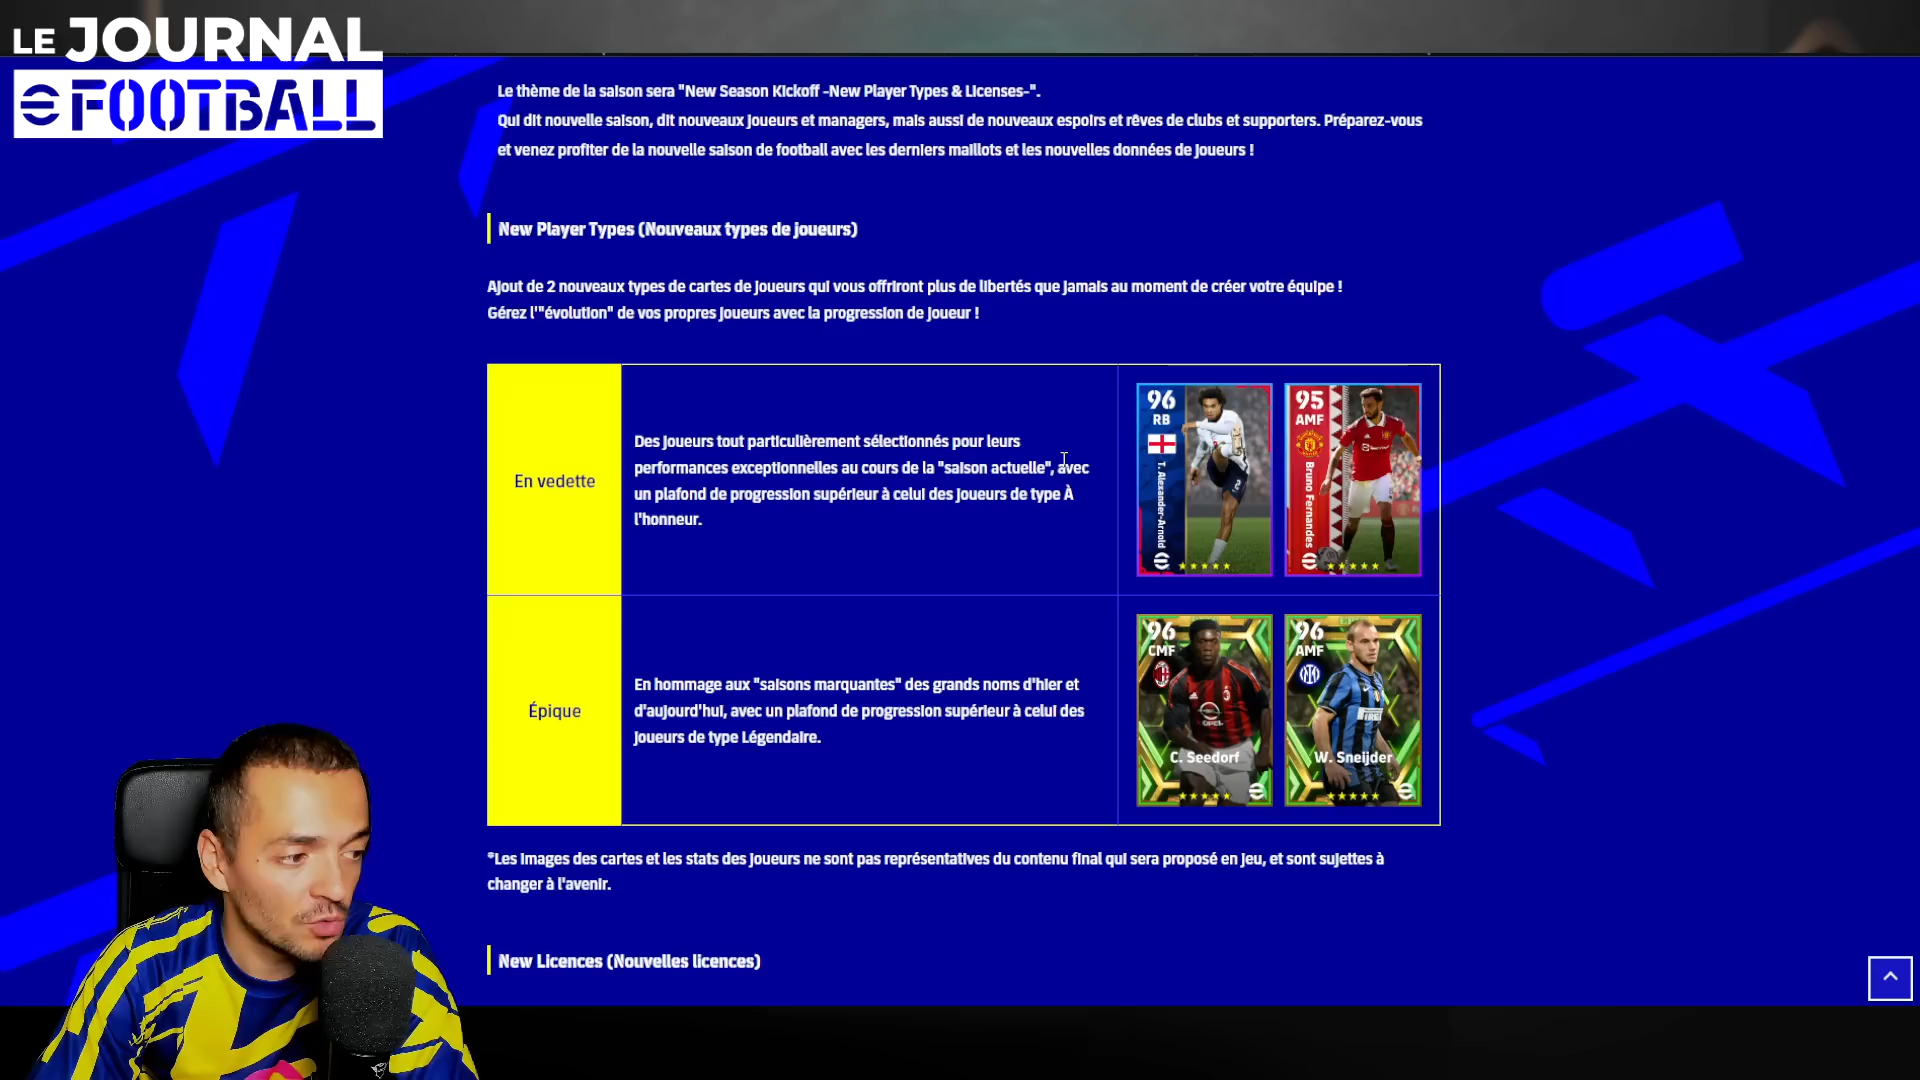 LE JOURNAL
eFOOTBALL
Le thème de la saison sera "New Season Kickoff -New Player Types & Licenses-".
Qui dit nouvelle saison, dit nouveaux joueurs et managers, mais aussi de nouveaux espoirs et rêves de clubs et supporters. Préparez-vous
et venez profiter de la nouvelle saison de football avec les derniers maillots et les nouvelles données de joueurs !
New Player Types (Nouveaux types de joueurs)
Ajout de 2 nouveaux types de cartes de joueurs qui vous offriront plus de libertés que jamais au moment de créer votre équipe !
Gérez l'"évolution" de vos propres joueurs avec la progression de joueur !
En vedette
Des joueurs tout particulièrement sélectionnés pour leurs
performances exceptionnelles au cours de la "saison actuelle", avec
un plafond de progression supérieur à celui des joueurs de type À
l'honneur.
96
RB
T. Alexander-Arnold
95
AMF
Bruno Fernandes
Épique
En hommage aux "saisons marquantes" des grands noms d'hier et
d'aujourd'hui, avec un plafond de progression supérieur à celui des
joueurs de type Légendaire.
96
CMF
OPEL
C. Seedorf
96
AMF
W. Sneijder
*Les images des cartes et les stats des joueurs ne sont pas représentatives du contenu final qui sera proposé en jeu, et sont sujettes à
changer à l'avenir.
New Licences (Nouvelles licences)